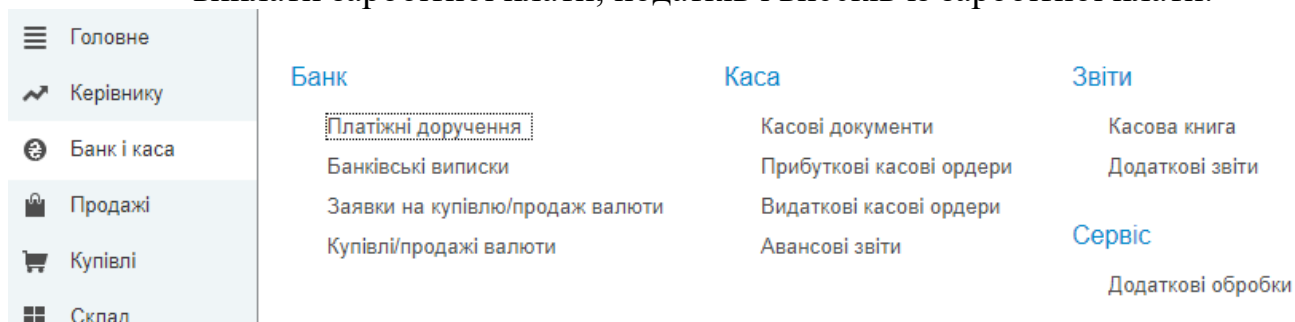 Головне
Керівнику
Банк і каса
Продажі
Купівлі
Склад
Банк
Платіжні доручення
Банківські виписки
Заявки на купівлю/продаж валюти
Купівлі/продажі валюти
Каса
Касові документи
Прибуткові касові ордери
Видаткові касові ордери
Авансові звіти
Звіти
Касова книга
Додаткові звіти
Сервіс
Додаткові обробки